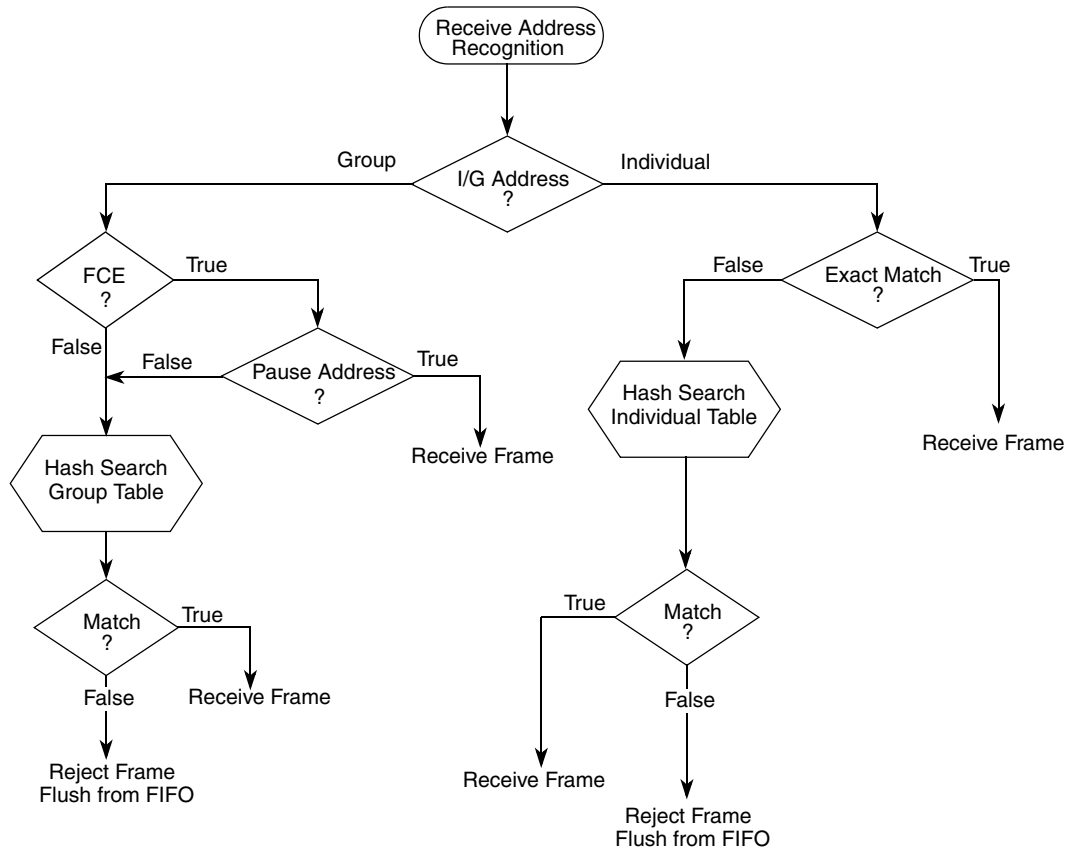 Receive Address
Recognition
Group
I/G Address
?
Individual
FCE
?
True
False
False
Exact Match
?
True
False
Pause Address
?
True
Hash Search
Individual Table
Receive Frame
Receive Frame
Hash Search
Group Table
Match
?
True
True
Match
?
False
Receive Frame
False
Reject Frame
Flush from FIFO
Receive Frame
Reject Frame
Flush from FIFO